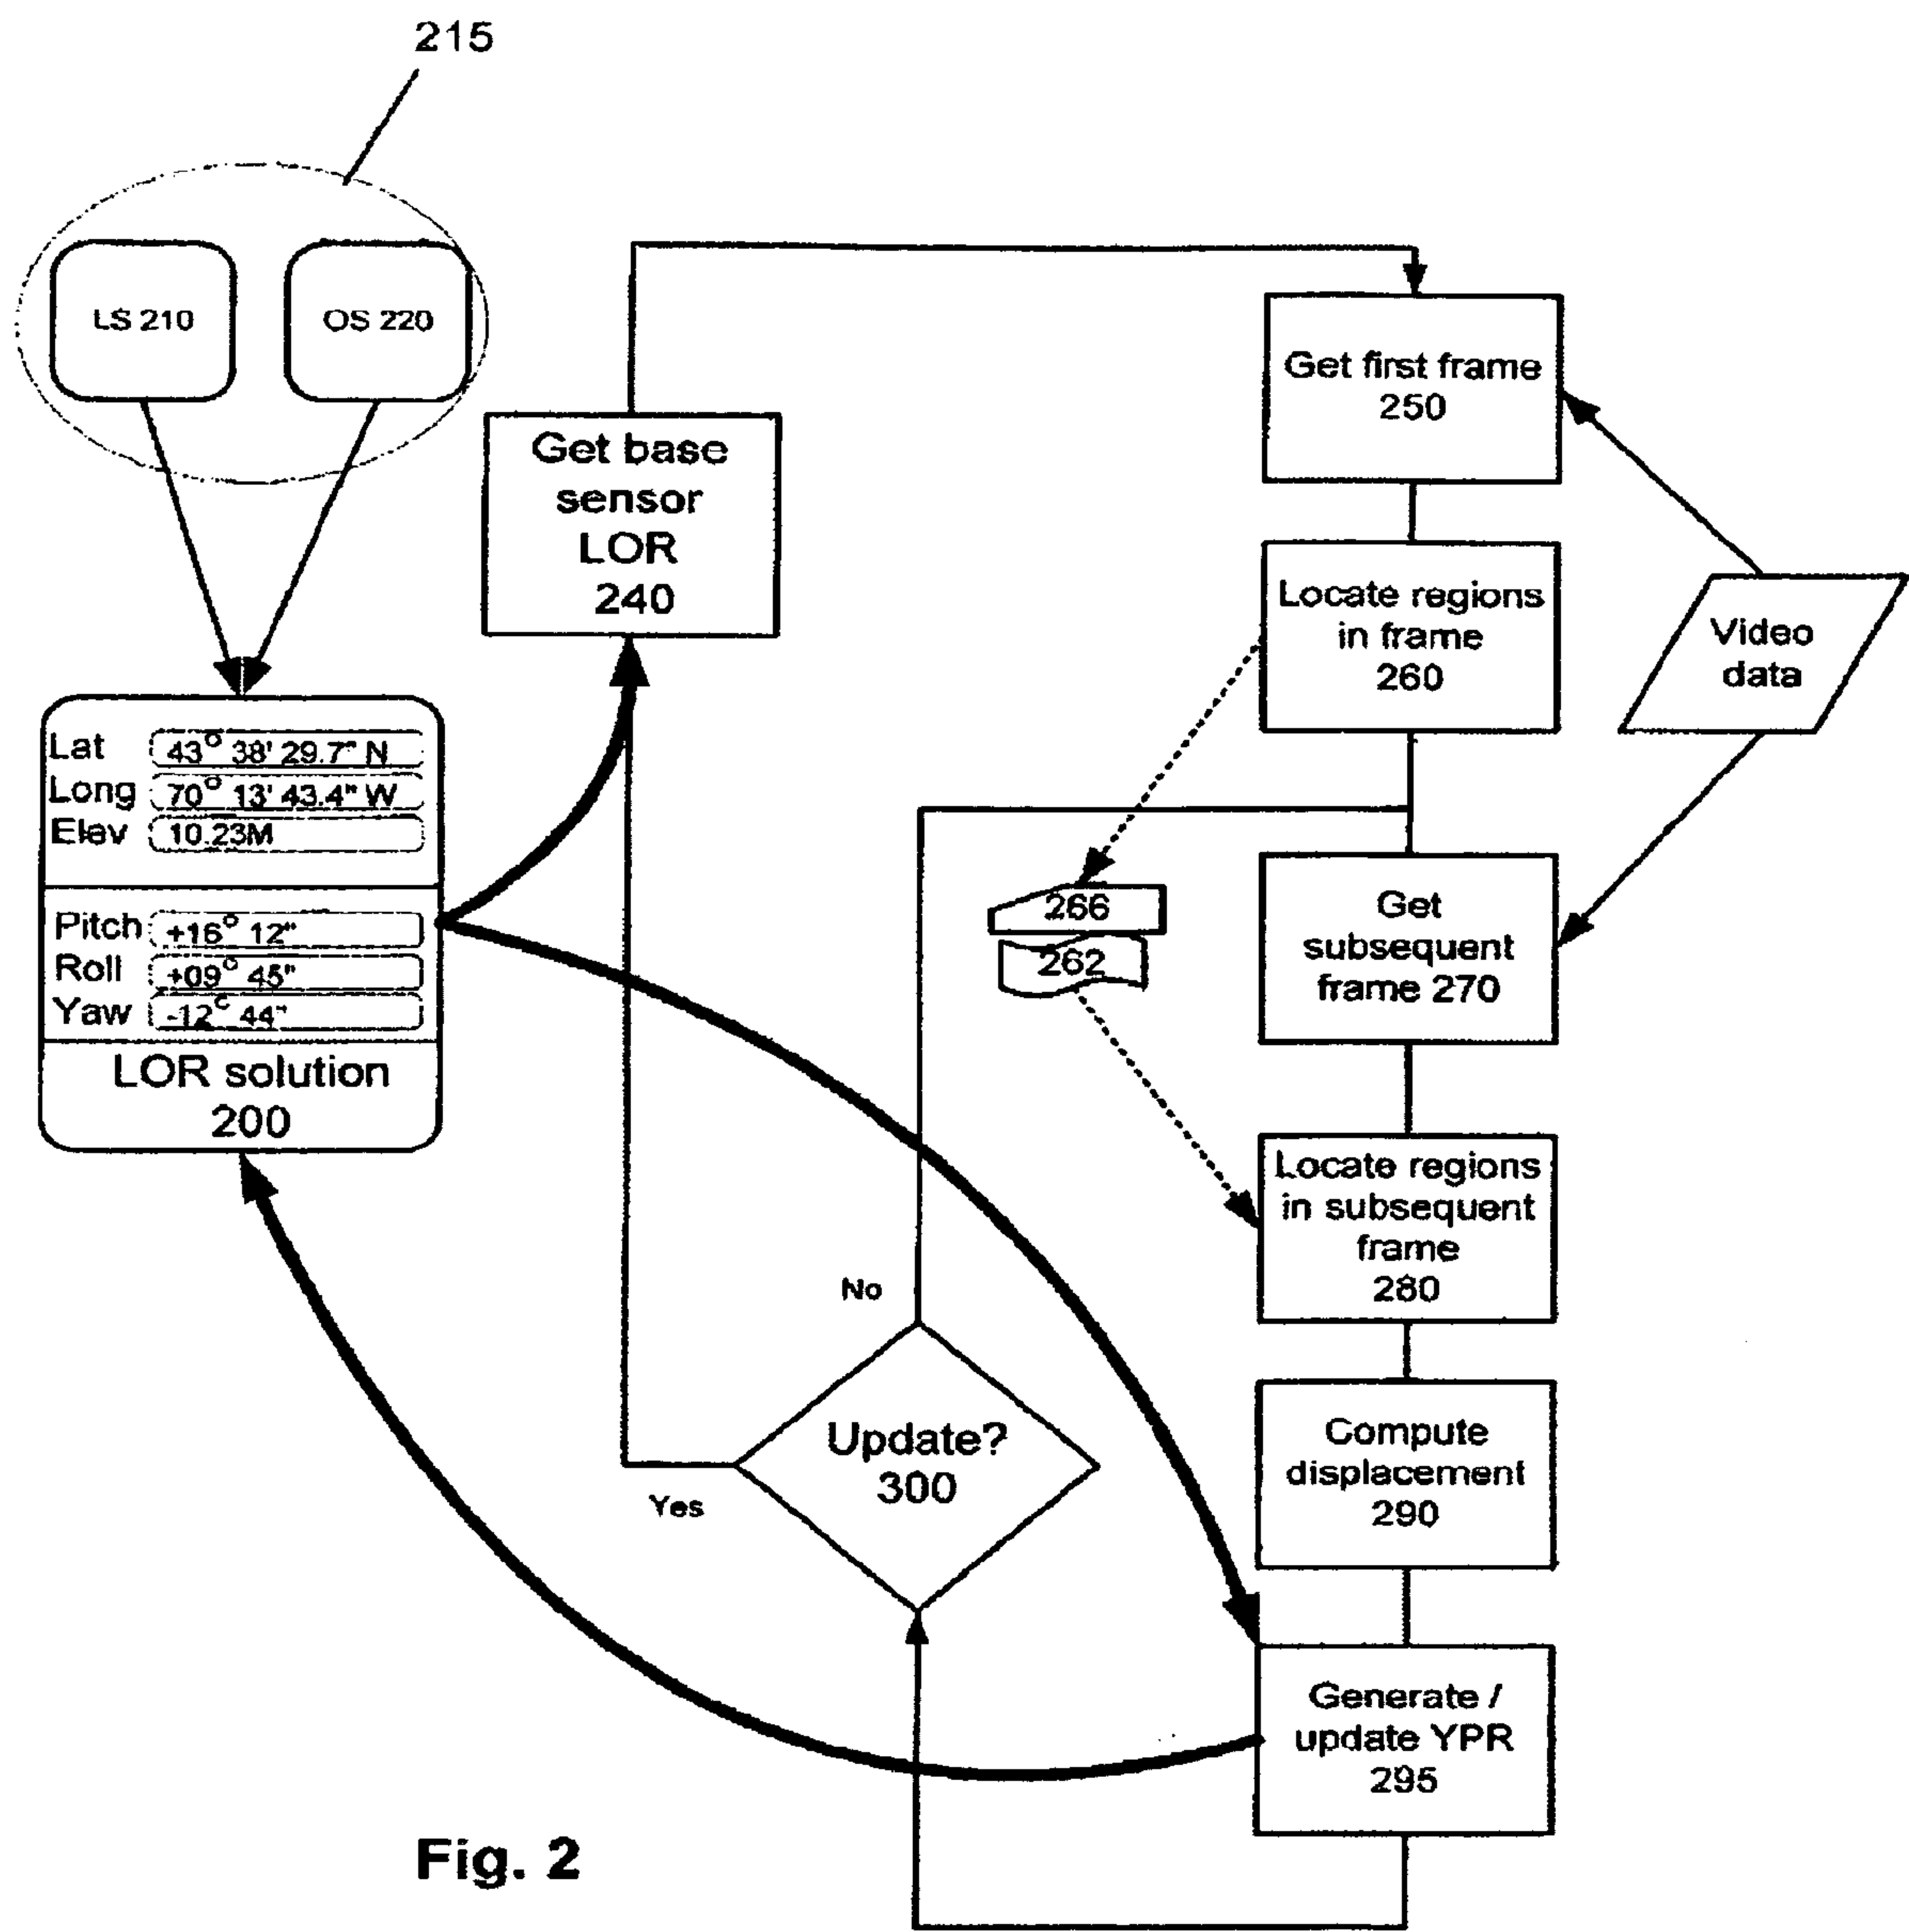 215
LS 210
OS 220
Get first frame
250
Get base
sensor
LOR
240
Locate regions
in frame
260
Video
data
Lat 43° 38' 29.7" N
Long 70° 13' 43.4" W
Elev 10.23M
Pitch +16° 12"
Roll +09° 45"
Yaw -12° 44"
LOR solution
200
266
262
Get
subsequent
frame 270
Locate regions
in subsequent
frame
280
No
Update?
300
Yes
Compute
displacement
290
Generate /
update YPR
295
Fig. 2